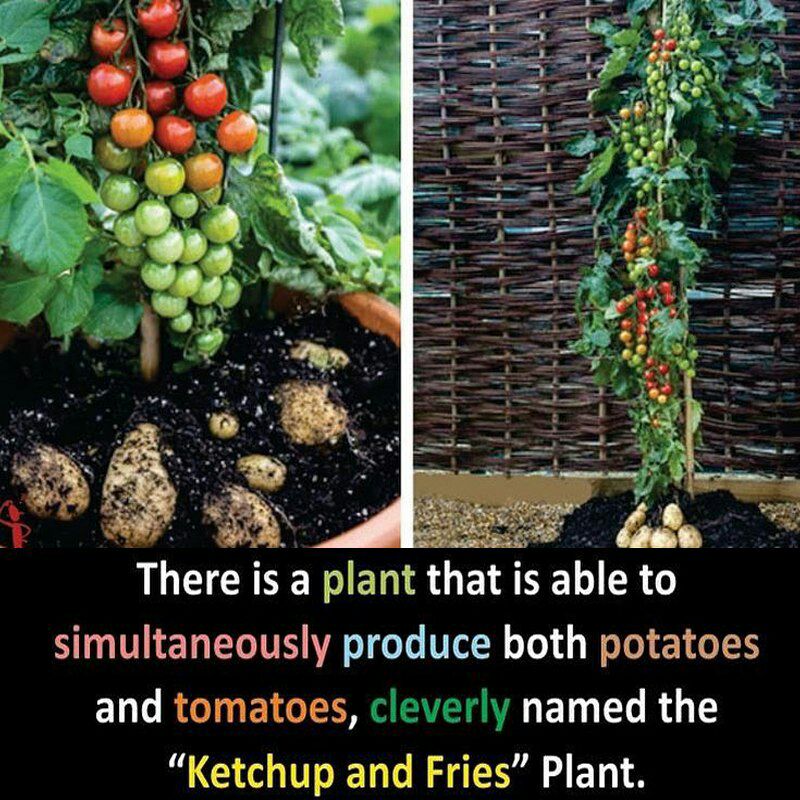 There is a plant that is able to
simultaneously produce both potatoes
and tomatoes, cleverly named the
“Ketchup and Fries” Plant.